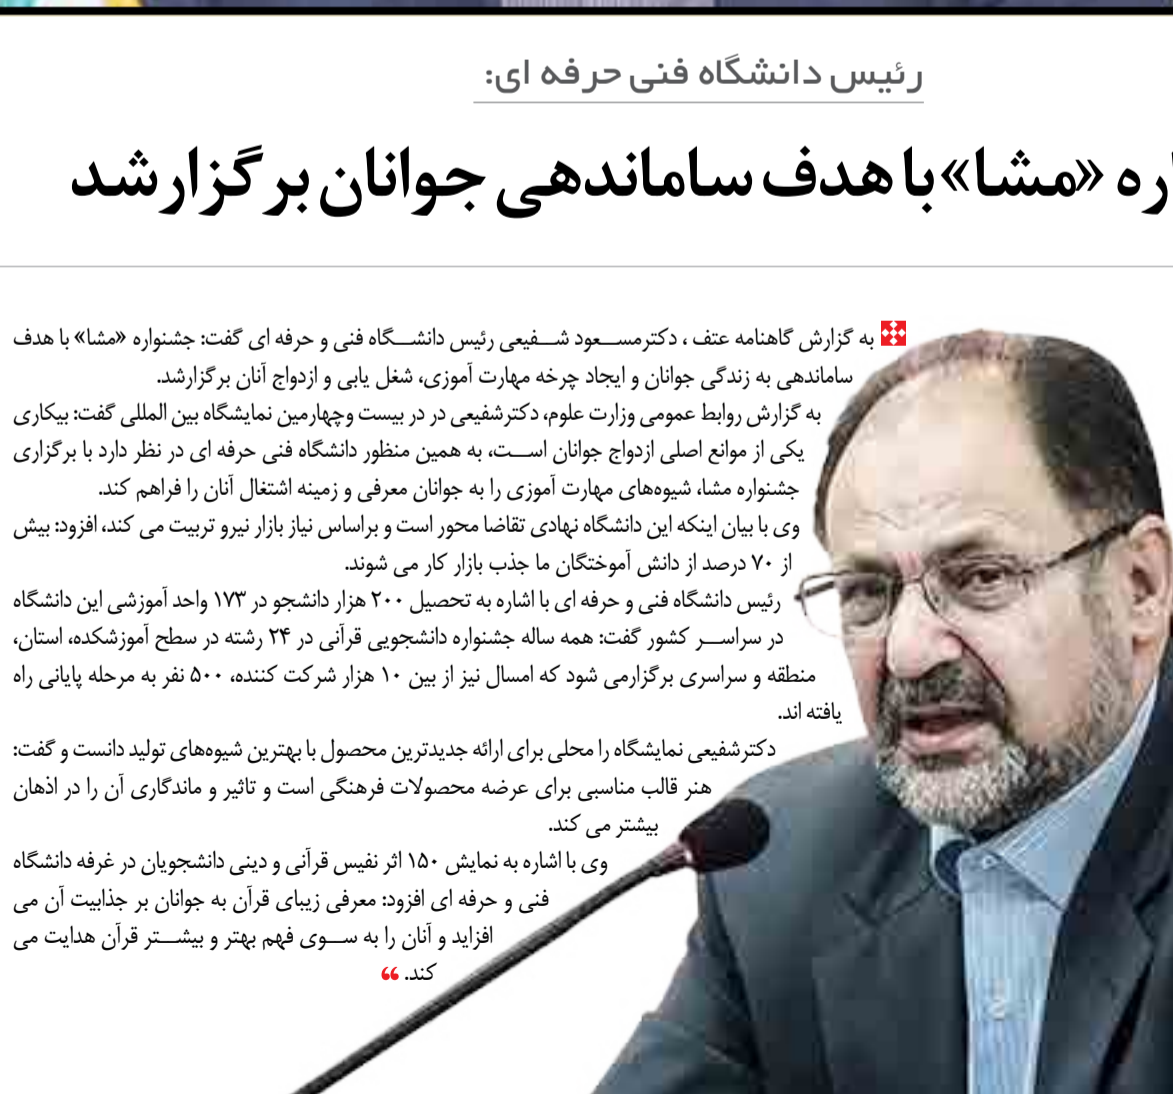 رئیس دانشگاه فنی حرفه ای:
«مشا» با هدف ساماندهی جوانان برگزار شد
به گزارش گاهنامه عتف ، دکترمسـعود شـفیعی رئیس دانشـگاه فنی و حرفه ای گفت: جشنواره «مشا» با هدف
ساماندهی به زندگی جوانان و ایجاد چرخه مهارت آموزی، شغل یابی و ازدواج آنان برگزارشد.
به گزارش روابط عمومی وزارت علوم، دکترشفیعی در در بیست وچهارمین نمایشگاه بین المللی گفت: بیکاری
یکی از موانع اصلی ازدواج جوانان اسـت، به همین منظور دانشگاه فنی حرفه ای در نظر دارد با برگزاری
جشنواره مشا، شیوه‌های مهارت آموزی را به جوانان معرفی و زمینه اشتغال آنان را فراهم کند.
وی با بیان اینکه این دانشگاه نهادی تقاضا محور است و براساس نیاز بازار نیرو تربیت می کند، افزود: بیش
از ۷۰ درصد از دانش آموختگان ما جذب بازار کار می شوند.
رئیس دانشگاه فنی و حرفه ای با اشاره به تحصیل ۲۰۰ هزار دانشجو در ۱۷۳ واحد آموزشی این دانشگاه
در سراسـر کشور گفت: همه ساله جشنواره دانشجویی قرآنی در ۲۴ رشته در سطح آموزشکده، استان،
منطقه و سراسری برگزارمی شود که امسال نیز از بین ۱۰ هزار شرکت کننده، ۵۰۰ نفر به مرحله پایانی راه
یافته اند.
دکترشفیعی نمایشگاه را محلی برای ارائه جدیدترین محصول با بهترین شیوه‌های تولید دانست و گفت:
هنر قالب مناسبی برای عرضه محصولات فرهنگی است و تاثیر و ماندگاری آن را در اذهان
بیشتر می کند.
وی با اشاره به نمایش ۱۵۰ اثر نفیس قرآنی و دینی دانشجویان در غرفه دانشگاه
فنی و حرفه ای افزود: معرفی زیبای قرآن به جوانان بر جذابیت آن می
افزاید و آنان را به سـوی فهم بهتر و بیشـتر قرآن هدایت می
کند.